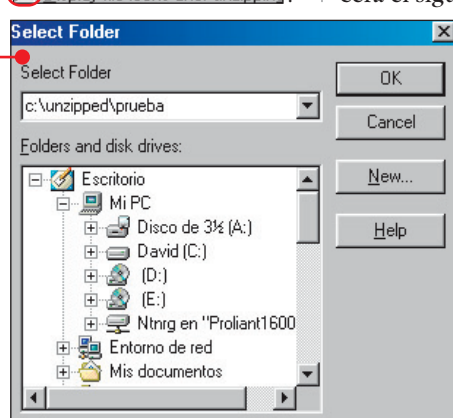 Select Folder
Select Folder
c:\unzipped\prueba
Folders and disk drives:
Escritorio
Mi PC
Disco de 3½ (A:)
David (C:)
(D:)
(E:)
Ntnrg en "Proliant1600
Entorno de red
Mis documentos
OK
Cancel
New...
Help